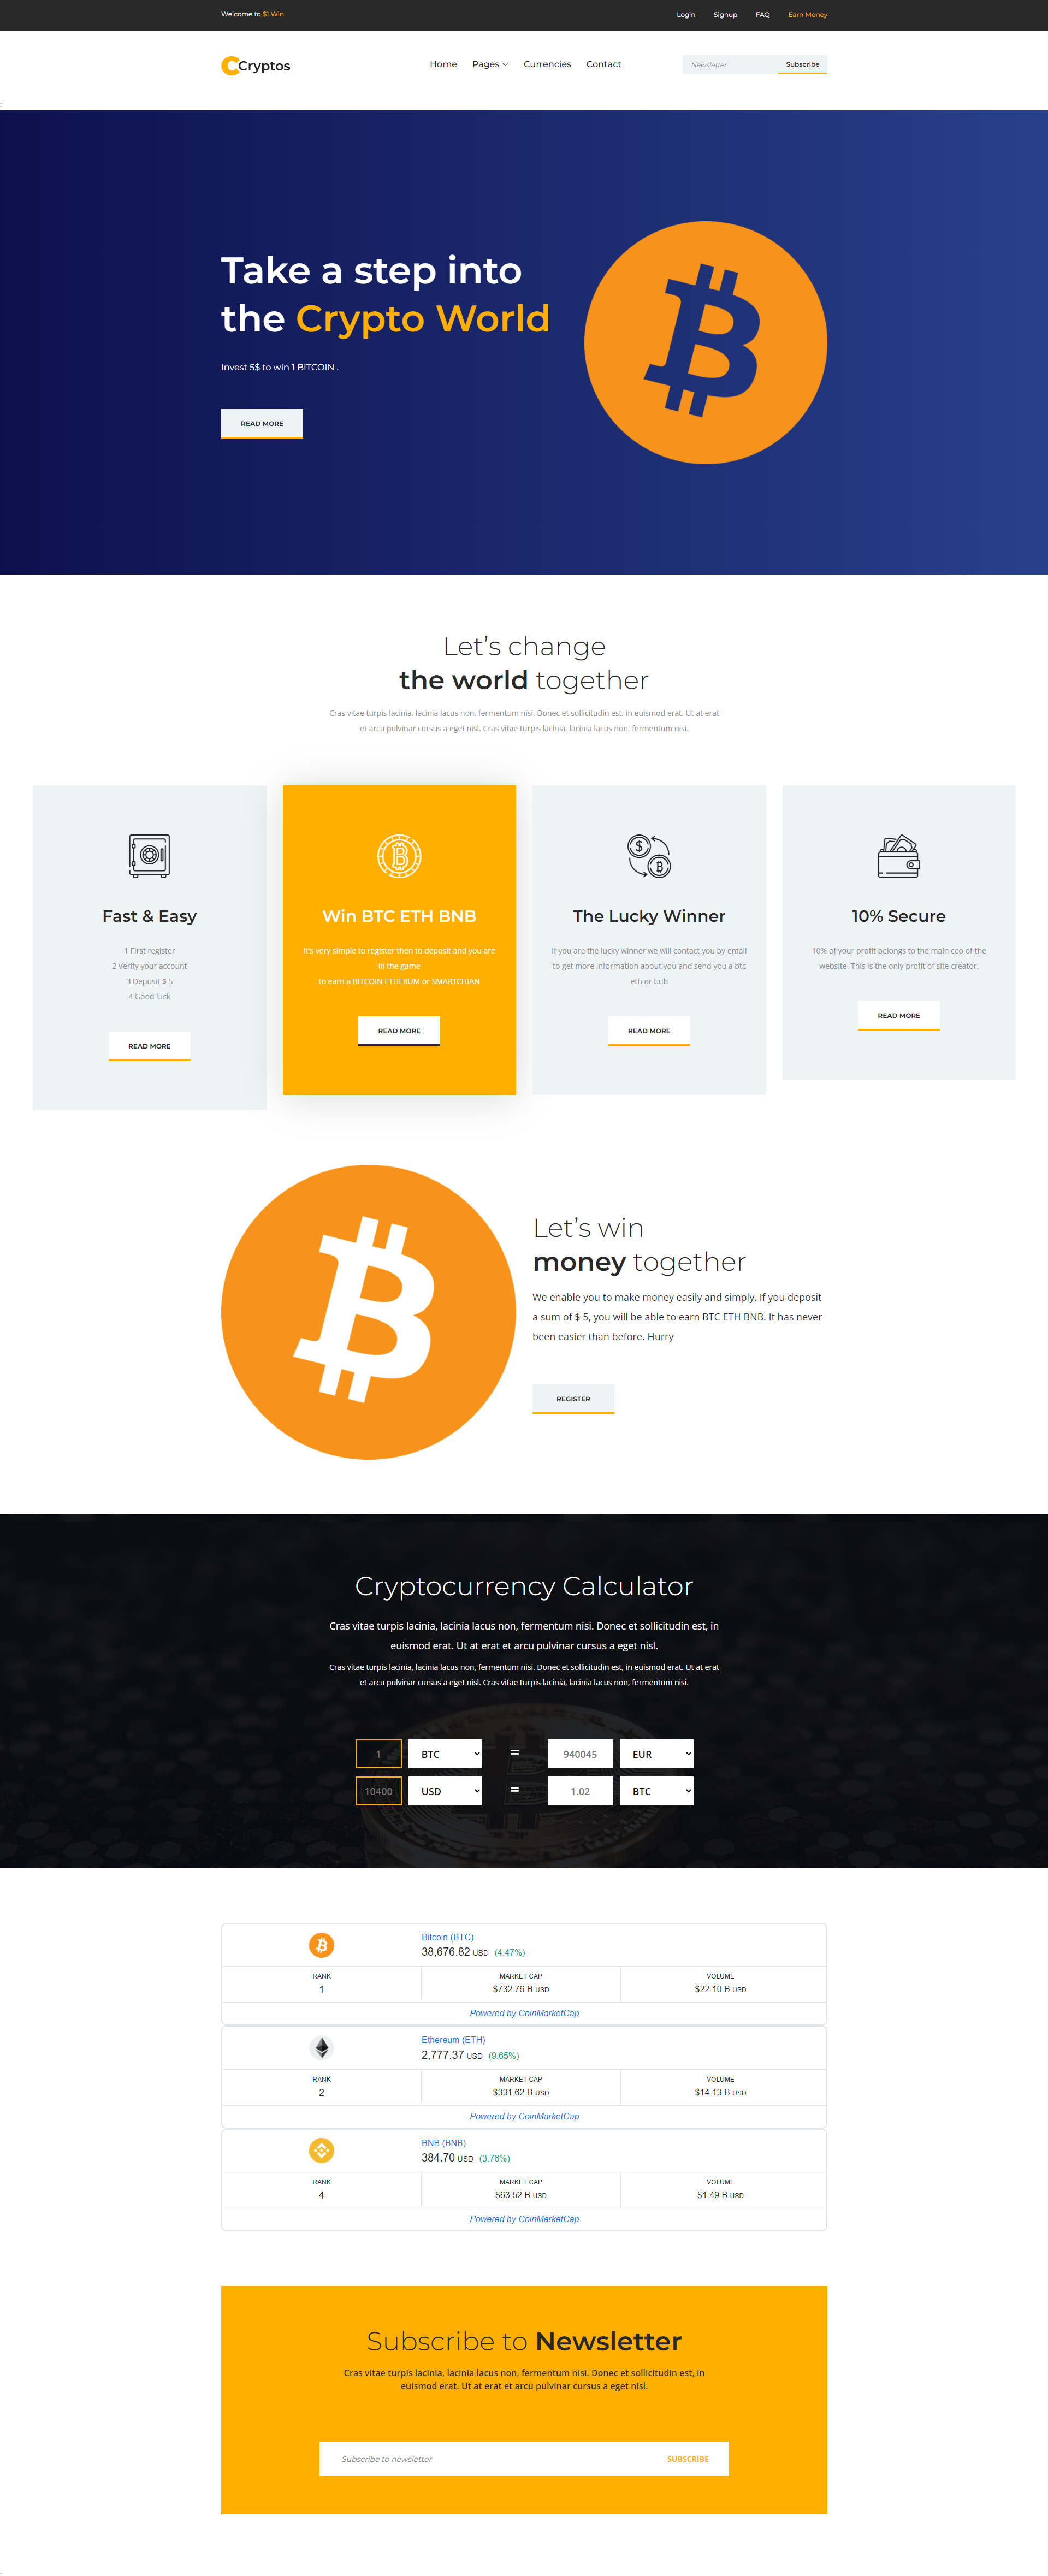 Welcome to $1 Win
Login Signup FAQ Earn Money
Cryptos
Home Pages Currencies Contact
Newsletter Subscribe
;
Take a step into
the Crypto World
Invest 5$ to win 1 BITCOIN .
READ MORE
Let's change
the world together
Cras vitae turpis lacinia, lacinia lacus non, fermentum nisi. Donec et sollicitudin est, in euismod erat. Ut at erat
et arcu pulvinar cursus a eget nisl. Cras vitae turpis lacinia, lacinia lacus non, fermentum nisi.
Fast & Easy
1 First register
2 Verify your account
3 Deposit $ 5
4 Good luck
READ MORE
Win BTC ETH BNB
It's very simple to register then to deposit and you are
in the game
to earn a BITCOIN ETHERUM or SMARTCHIAN
READ MORE
The Lucky Winner
If you are the lucky winner we will contact you by email
to get more information about you and send you a btc
eth or bnb
READ MORE
10% Secure
10% of your profit belongs to the main ceo of the
website. This is the only profit of site creator.
READ MORE
Let's win
money together
We enable you to make money easily and simply. If you deposit
a sum of $ 5, you will be able to earn BTC ETH BNB. It has never
been easier than before. Hurry
REGISTER
Cryptocurrency Calculator
Cras vitae turpis lacinia, lacinia lacus non, fermentum nisi. Donec et sollicitudin est, in
euismod erat. Ut at erat et arcu pulvinar cursus a eget nisl.
Cras vitae turpis lacinia, lacinia lacus non, fermentum nisi. Donec et sollicitudin est, in euismod erat. Ut at erat
et arcu pulvinar cursus a eget nisl. Cras vitae turpis lacinia, lacinia lacus non, fermentum nisi.
1 BTC = 940045 EUR
10400 USD = 1.02 BTC
Bitcoin (BTC)
38,676.82 USD (4.47%)
RANK MARKET CAP VOLUME
1 $732.76 B USD $22.10 B USD
Powered by CoinMarketCap
Ethereum (ETH)
2,777.37 USD (9.65%)
RANK MARKET CAP VOLUME
2 $331.62 B USD $14.13 B USD
Powered by CoinMarketCap
BNB (BNB)
384.70 USD (3.76%)
RANK MARKET CAP VOLUME
4 $63.52 B USD $1.49 B USD
Powered by CoinMarketCap
Subscribe to Newsletter
Cras vitae turpis lacinia, lacinia lacus non, fermentum nisi. Donec et sollicitudin est, in
euismod erat. Ut at erat et arcu pulvinar cursus a eget nisl.
Subscribe to newsletter SUBSCRIBE